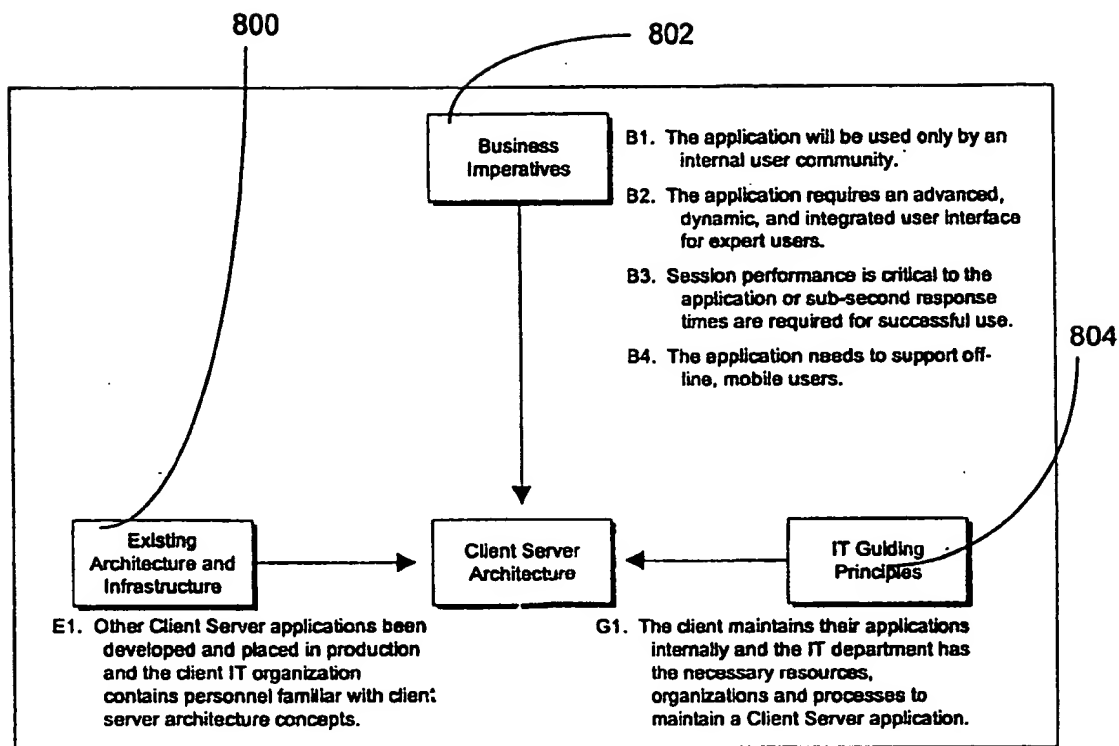 800
802
Business
Imperatives
B1. The application will be used only by an
internal user community.
B2. The application requires an advanced,
dynamic, and integrated user interface
for expert users.
B3. Session performance is critical to the
application or sub-second response
times are required for successful use.
B4. The application needs to support off-
line, mobile users.
804
Existing
Architecture and
Infrastructure
Client Server
Architecture
IT Guiding
Principles
E1. Other Client Server applications been
developed and placed in production
and the client IT organization
contains personnel familiar with client
server architecture concepts.
G1. The client maintains their applications
internally and the IT department has
the necessary resources,
organizations and processes to
maintain a Client Server application.